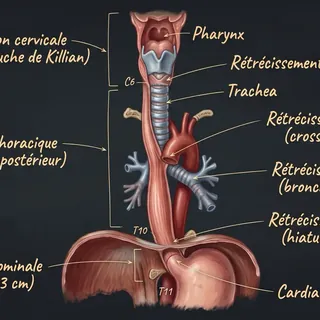 on cervicale
uche de Killian)
C6
horacique
postérieur)
T10
ominale
3 cm)
T11
Pharynx
Rétrécissement
Trachea
Rétréciss
(cross
Rétréciss
(bronc
Rétréciss
(hiatu
Cardia